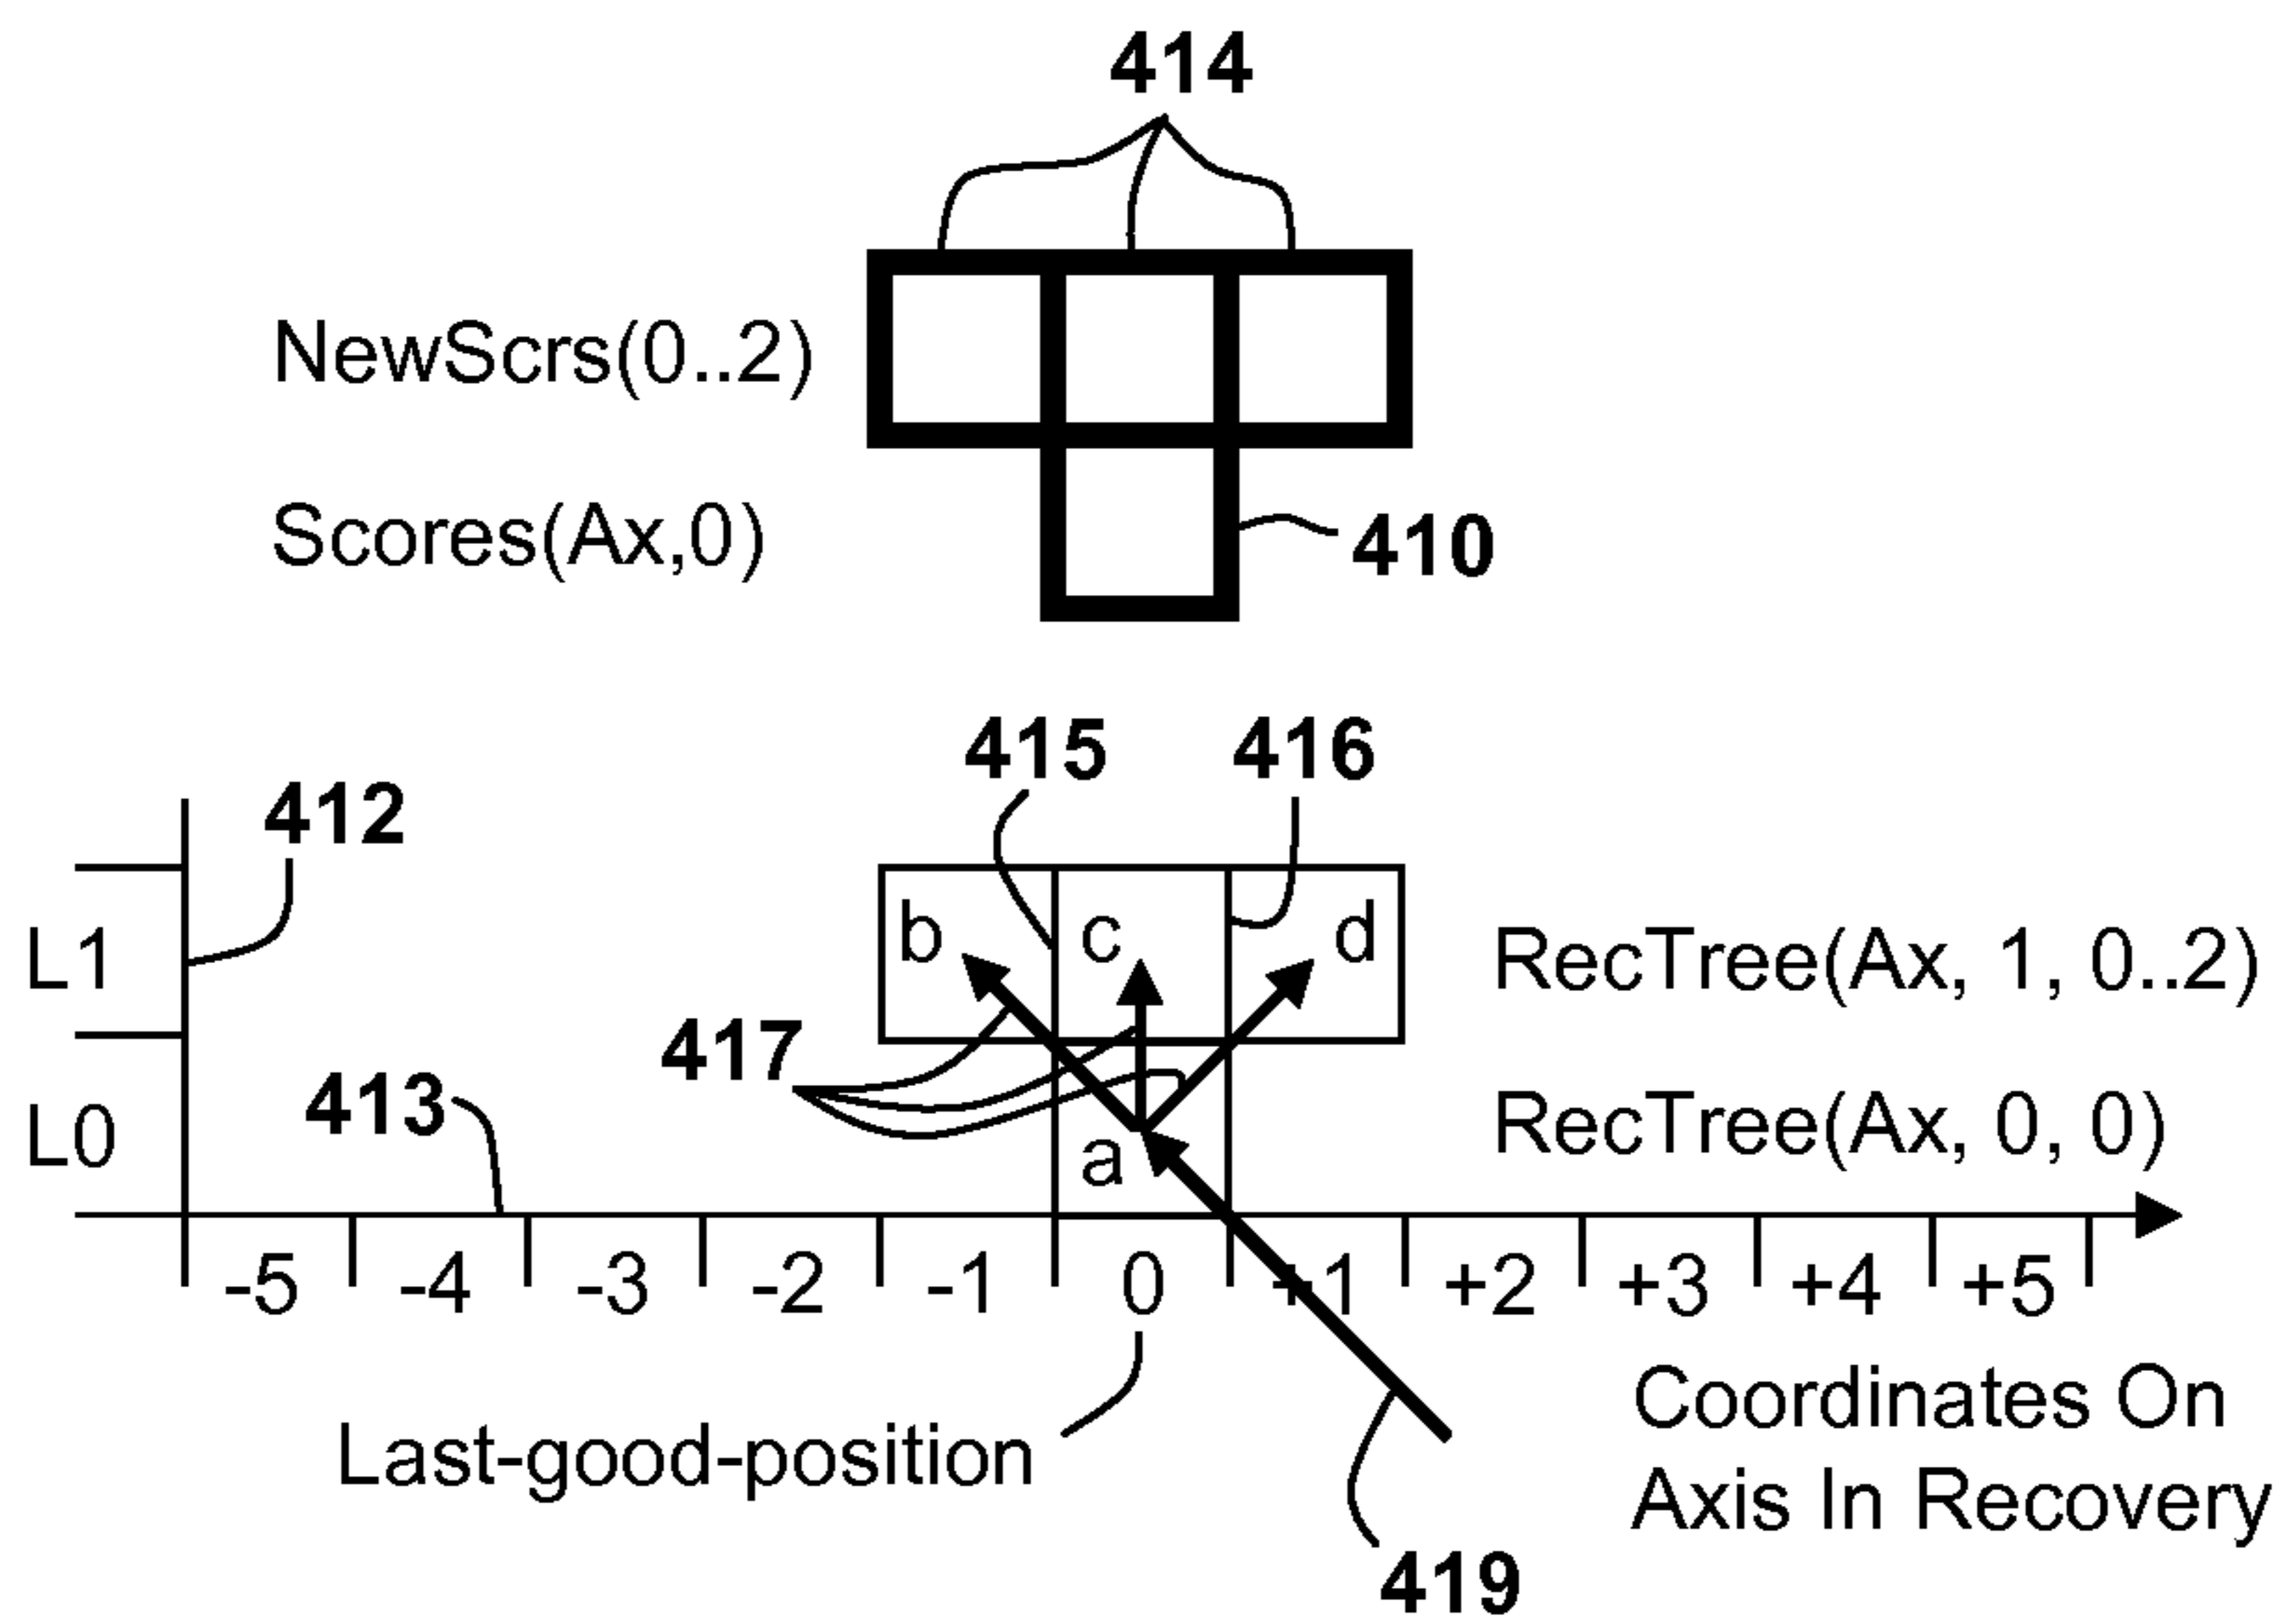 414
NewScrs(0..2)
Scores(Ax,0)
410
415
416
412
b
c
d
L1
RecTree(Ax, 1, 0..2)
417
413
L0
a
RecTree(Ax, 0, 0)
-5 -4 -3 -2 -1 0 +1 +2 +3 +4 +5
Last-good-position
Coordinates On
Axis In Recovery
419